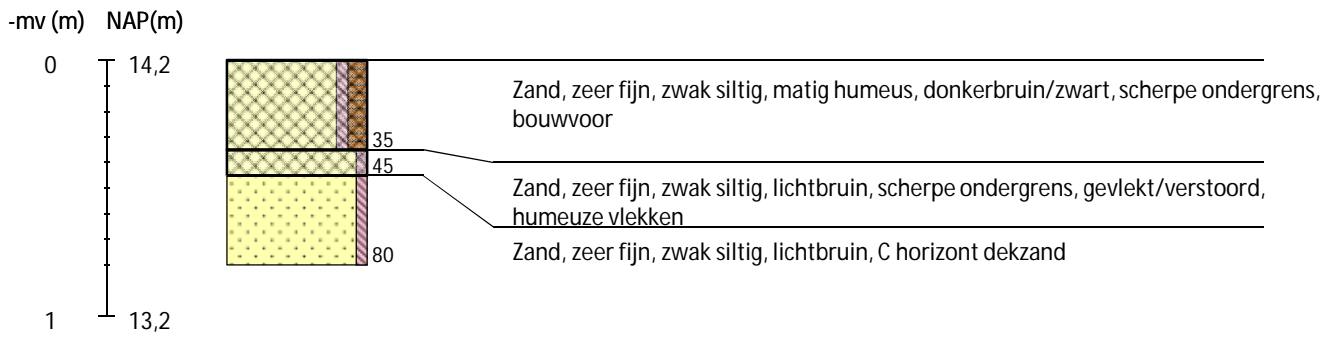 -mv (m) NAP(m)
0 14,2
Zand, zeer fijn, zwak siltig, matig humeus, donkerbruin/zwart, scherpe ondergrens,
bouwvoor
35
45
Zand, zeer fijn, zwak siltig, lichtbruin, scherpe ondergrens, gevlekt/verstoord,
humeuze vlekken
80
Zand, zeer fijn, zwak siltig, lichtbruin, C horizont dekzand
1 13,2